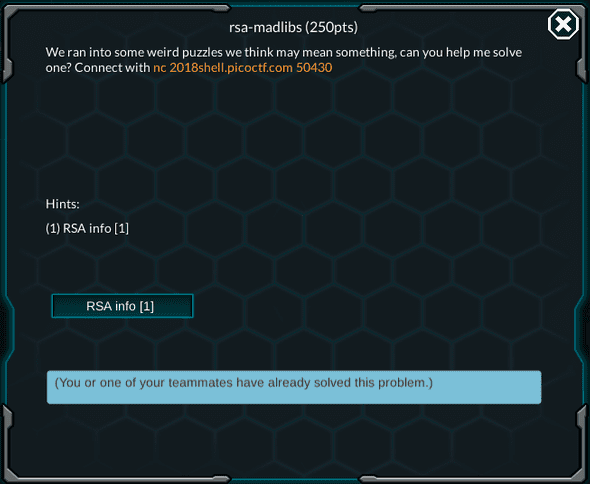 rsa-madlibs (250pts)
We ran into some weird puzzles we think may mean something, can you help me solve
one? Connect with nc 2018shell.picoctf.com 50430
Hints:
(1) RSA info [1]
RSA info [1]
(You or one of your teammates have already solved this problem.)